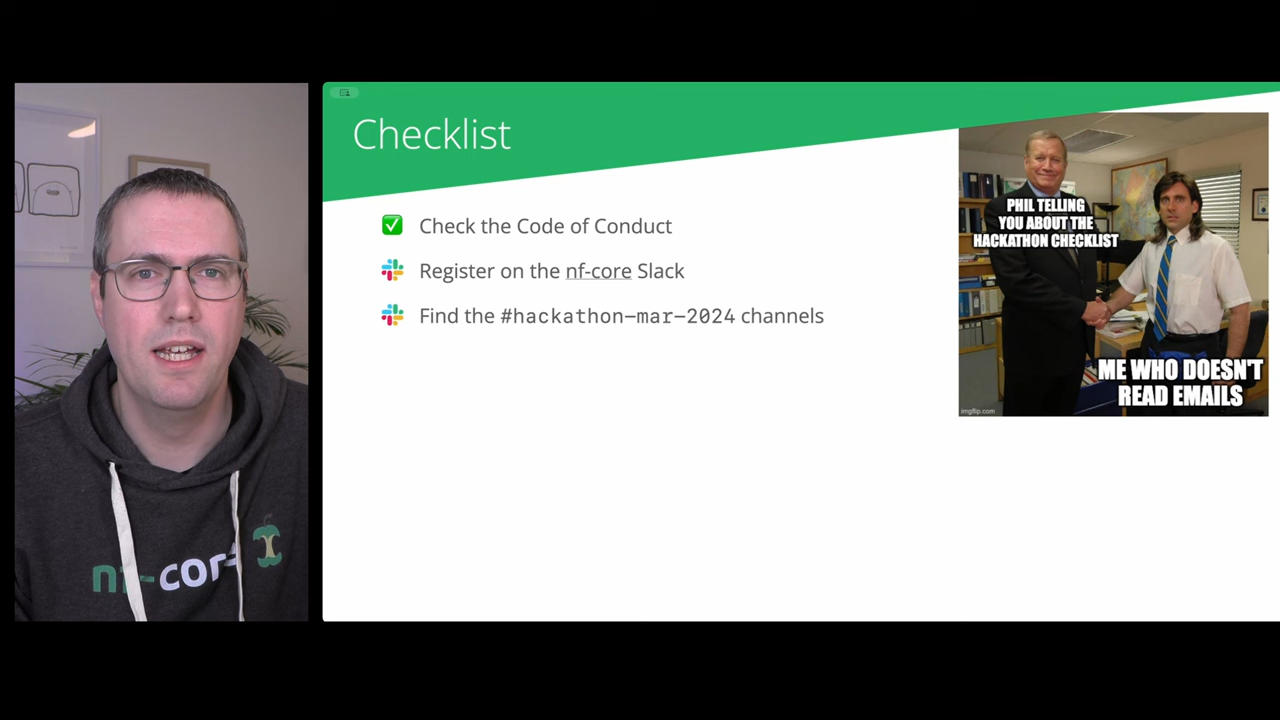 Checklist
Check the Code of Conduct
Register on the nf-core Slack
Find the #hackathon-mar-2024 channels
PHIL TELLING
YOU ABOUT THE
HACKATHON CHECKLIST
ME WHO DOESN'T
READ EMAILS
imgflip.com
nf-core